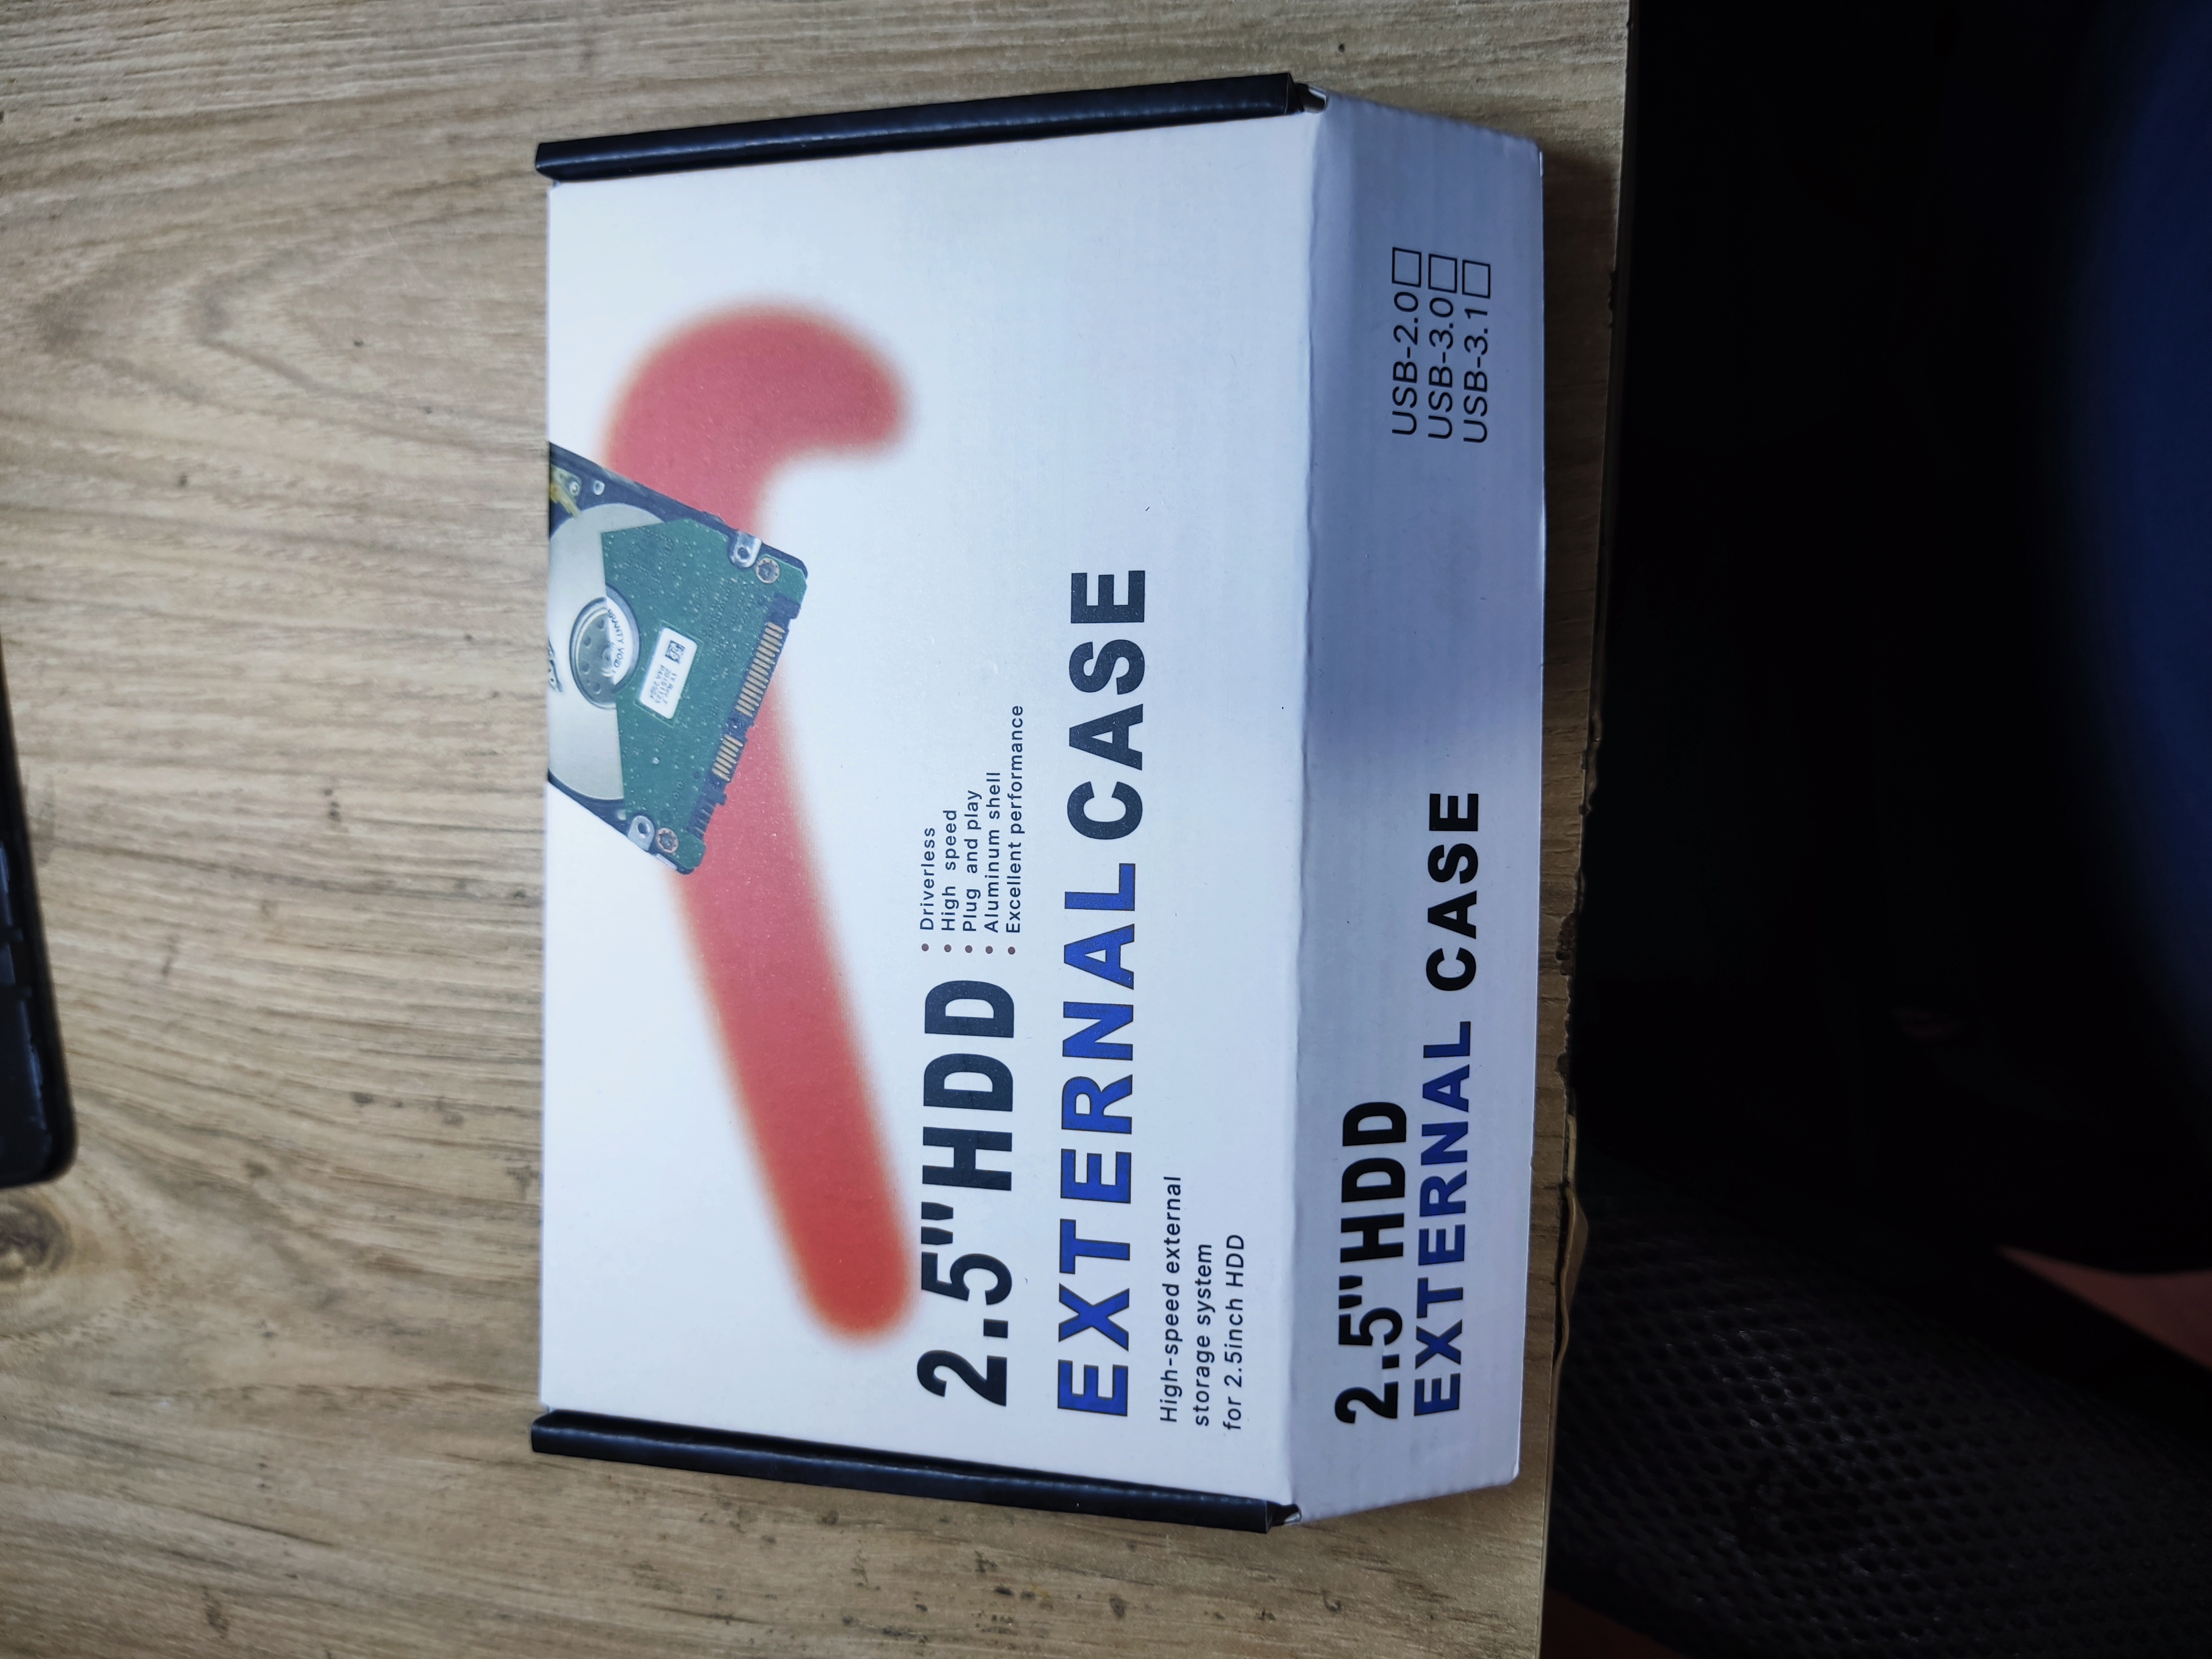 2.5"HDD
• Driverless
• High speed
• Plug and play
• Aluminum shell
• Excellent performance
EXTERNAL CASE
High-speed external
storage system
for 2.5inch HDD
2.5"HDD
EXTERNAL CASE
USB-2.0□
USB-3.0□
USB-3.1□